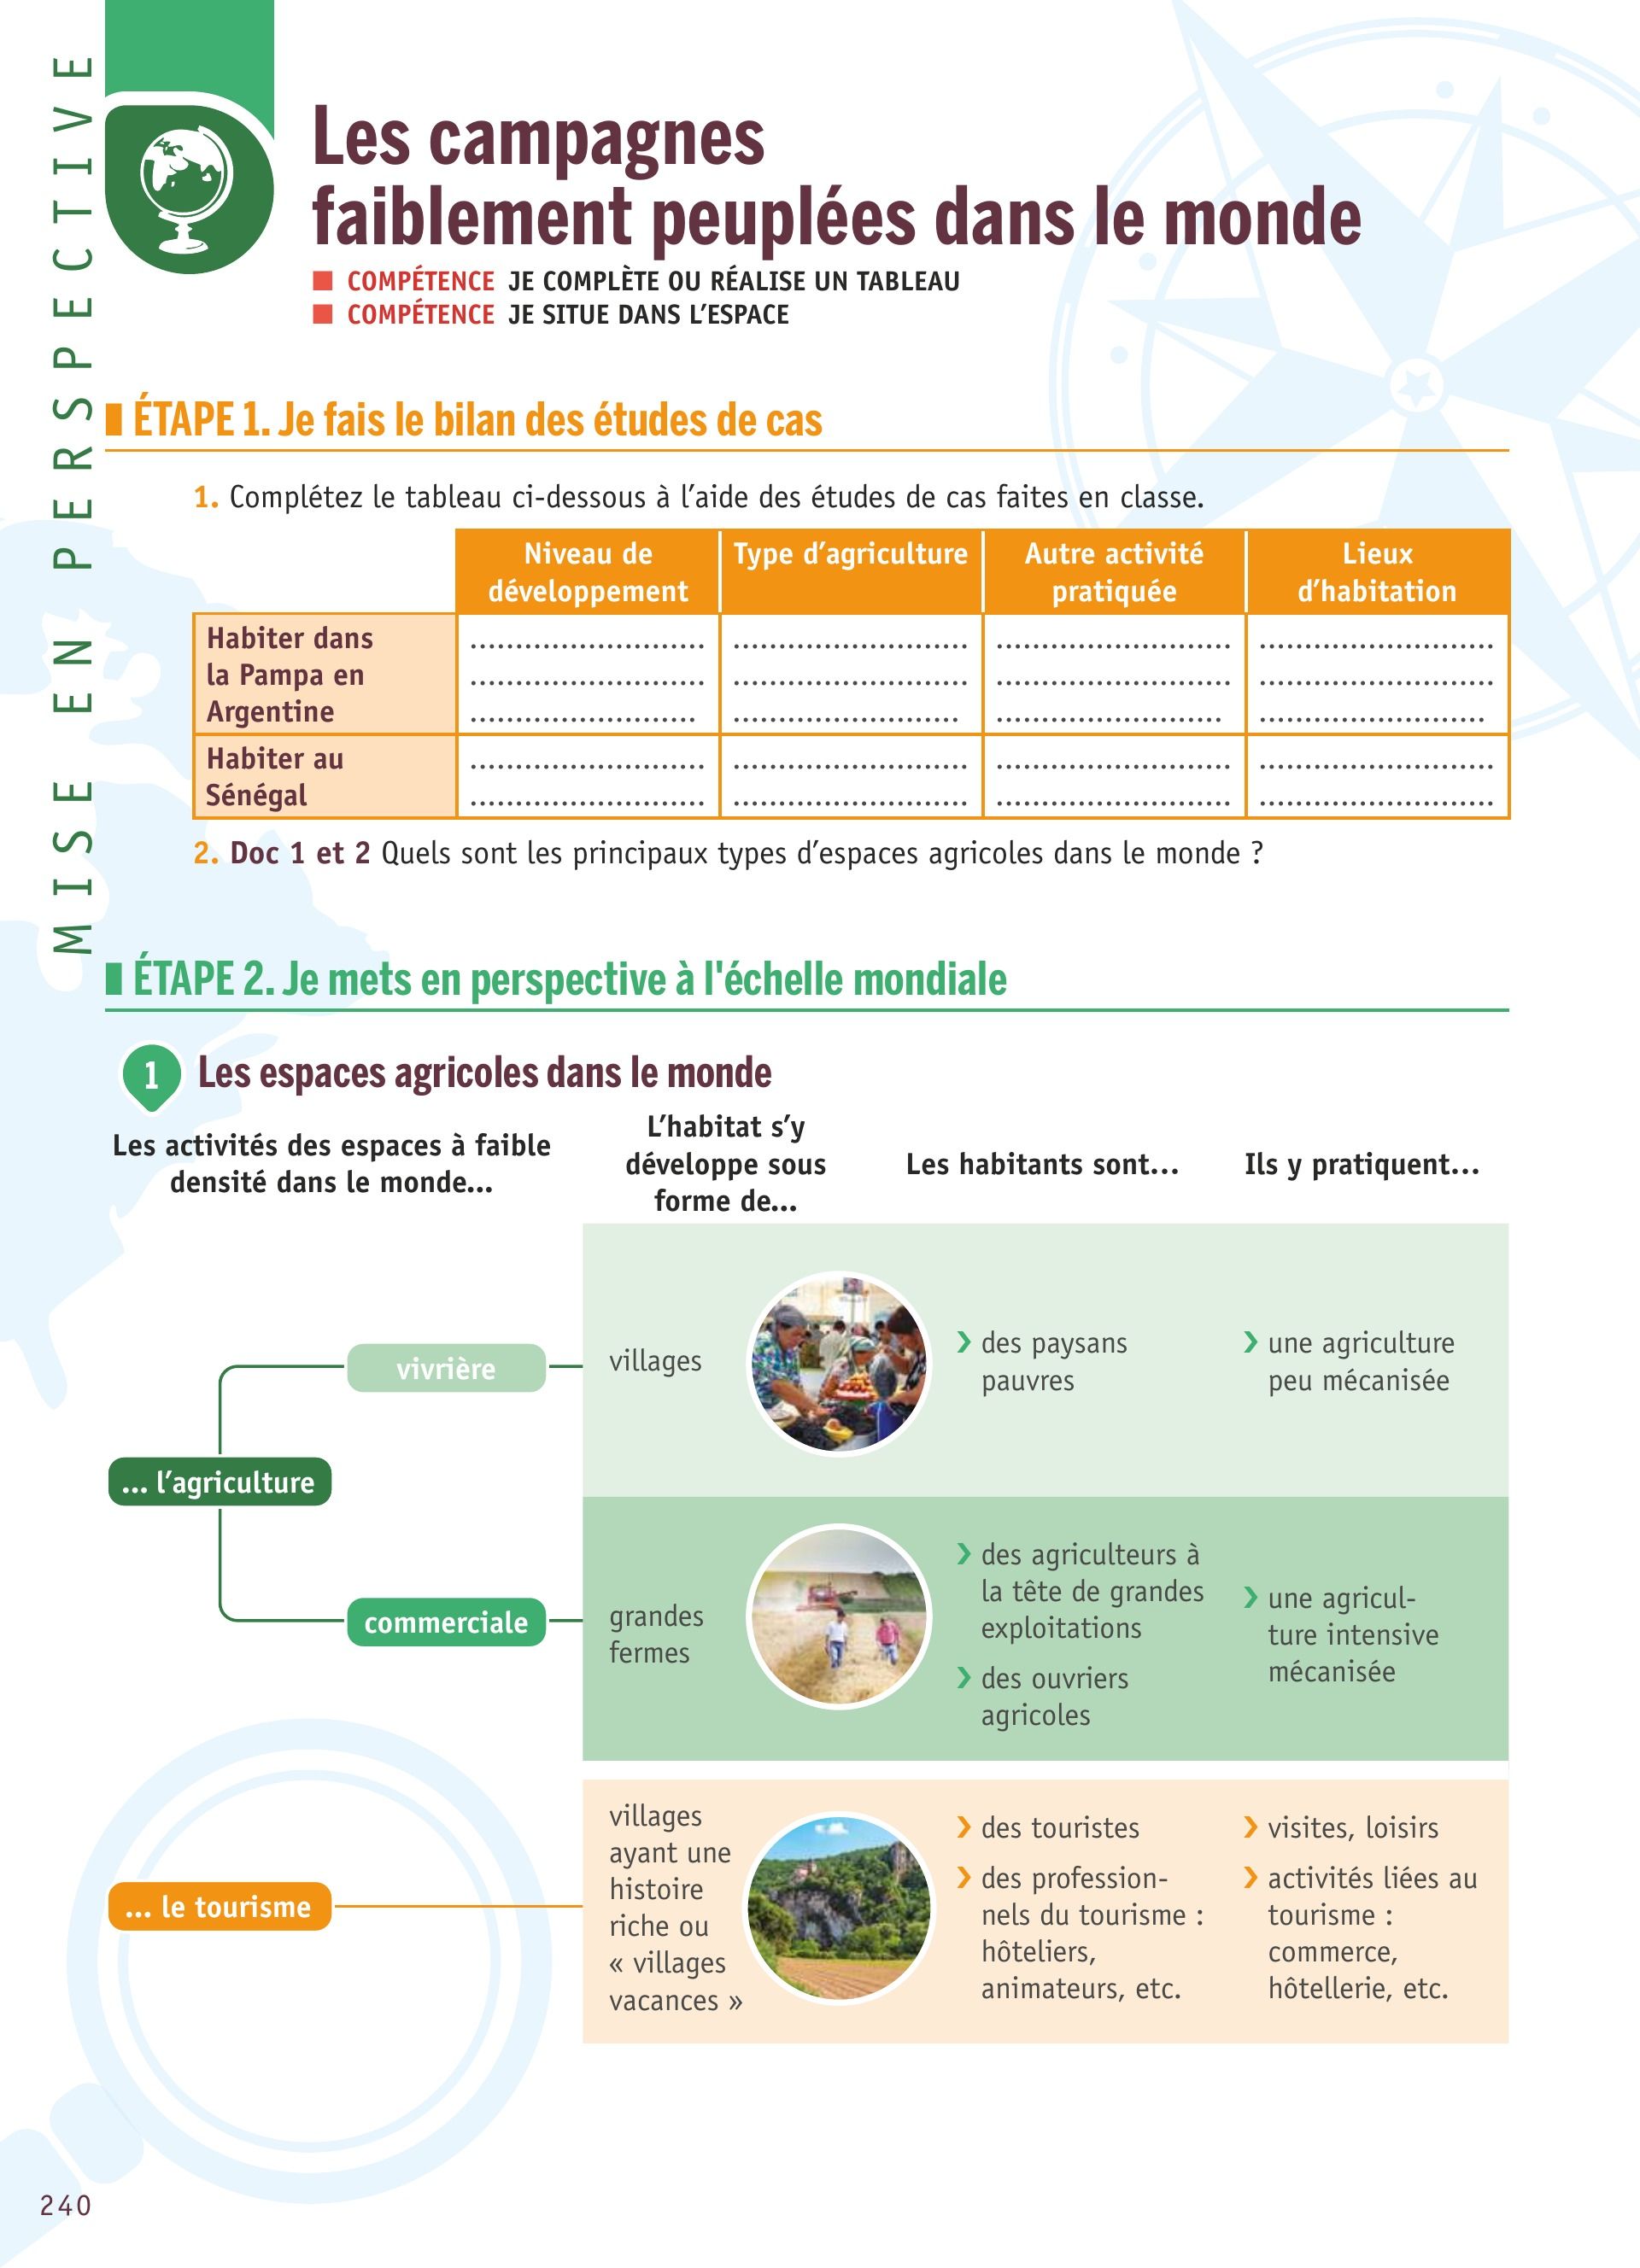 MISE EN PERSPECTIVE
Les campagnes
faiblement peuplées dans le monde
COMPÉTENCE JE COMPLÈTE OU RÉALISE UN TABLEAU
COMPÉTENCE JE SITUE DANS L'ESPACE
ÉTAPE 1. Je fais le bilan des études de cas
1. Complétez le tableau ci-dessous à l'aide des études de cas faites en classe.
Niveau de
développement
Type d'agriculture
Autre activité
pratiquée
Lieux
d'habitation
Habiter dans
la Pampa en
Argentine
Habiter au
Sénégal
2. Doc 1 et 2 Quels sont les principaux types d'espaces agricoles dans le monde ?
ÉTAPE 2. Je mets en perspective à l'échelle mondiale
1 Les espaces agricoles dans le monde
Les activités des espaces à faible
densité dans le monde...
L'habitat s'y
développe sous
forme de...
Les habitants sont...
Ils y pratiquent...
... l'agriculture
vivrière
villages
› des paysans
pauvres
› une agriculture
peu mécanisée
commerciale
grandes
fermes
› des agriculteurs à
la tête de grandes
exploitations
› des ouvriers
agricoles
› une agricul-
ture intensive
mécanisée
... le tourisme
villages
ayant une
histoire
riche ou
« villages
vacances »
› des touristes
› des profession-
nels du tourisme :
hôteliers,
animateurs, etc.
› visites, loisirs
› activités liées au
tourisme :
commerce,
hôtellerie, etc.
240